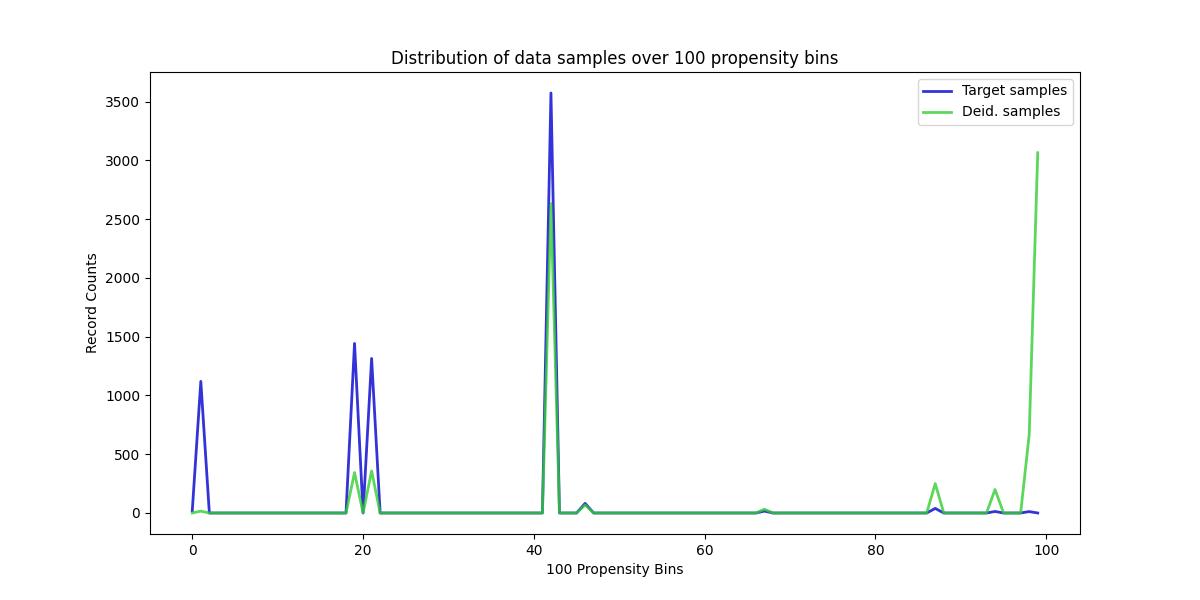 Distribution of data samples over 100 propensity bins
Target samples
Deid. samples
3500
3000
2500
2000
1500
1000
500
0
Record Counts
0 20 40 60 80 100
100 Propensity Bins